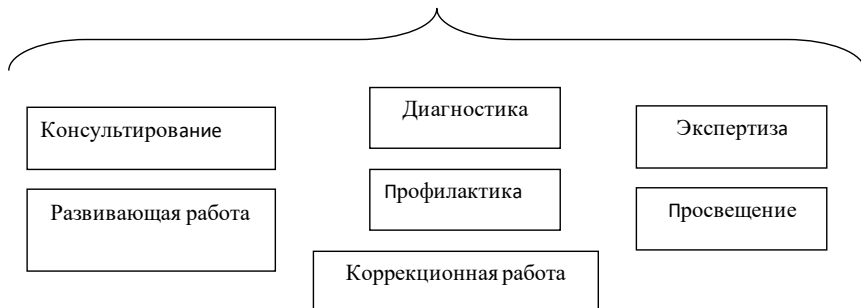 Консультирование
Диагностика
Экспертиза
Развивающая работа
Профилактика
Просвещение
Коррекционная работа